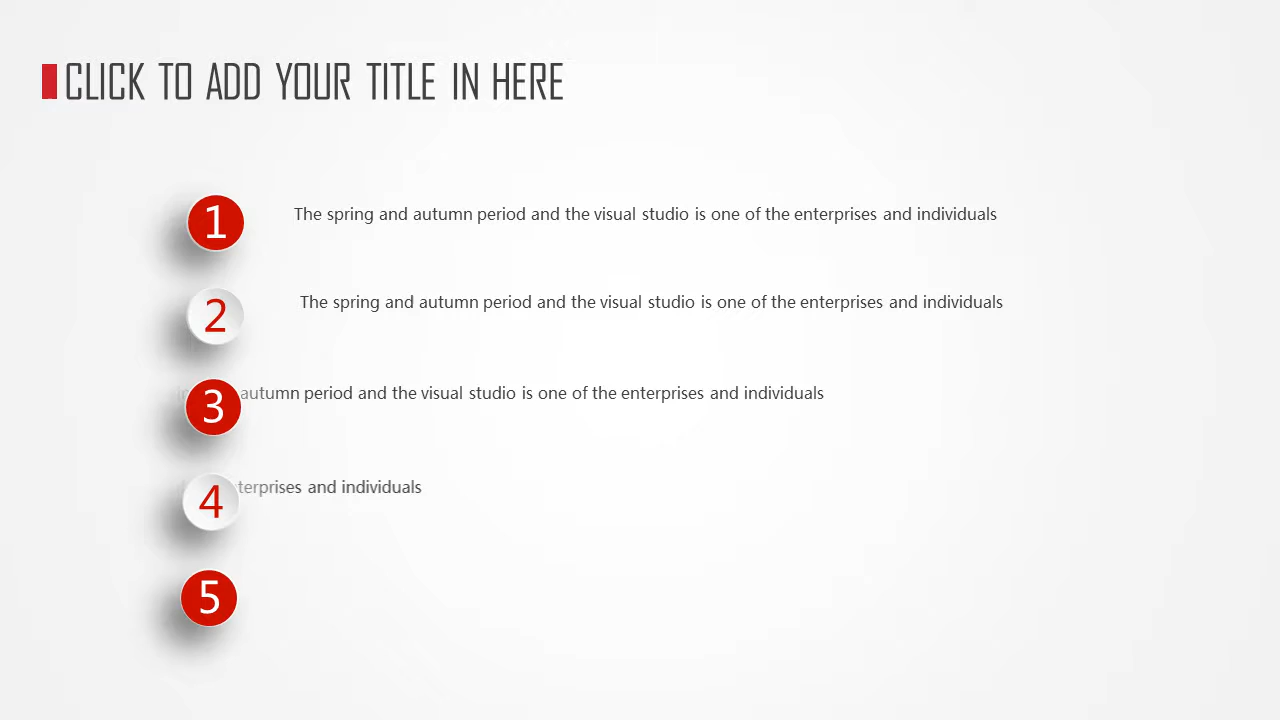 CLICK TO ADD YOUR TITLE IN HERE
1 The spring and autumn period and the visual studio is one of the enterprises and individuals
2 The spring and autumn period and the visual studio is one of the enterprises and individuals
3 autumn period and the visual studio is one of the enterprises and individuals
4 terprises and individuals
5